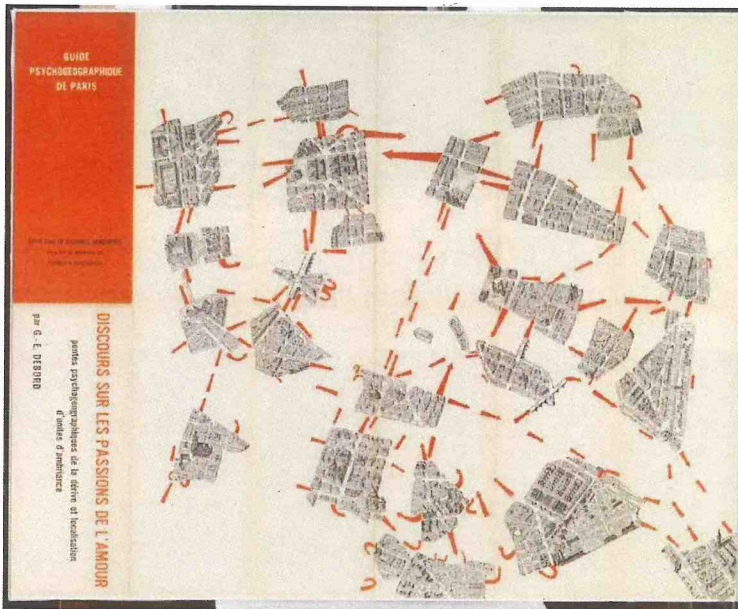 GUIDE
PSYCHOGEOGRAPHIQUE
DE PARIS
DISCOURS SUR LES PASSIONS DE L'AMOUR
pentes psychogeographiques de la dérive et localisation
d'unités d'ambiance
par G.-E. DEBORD